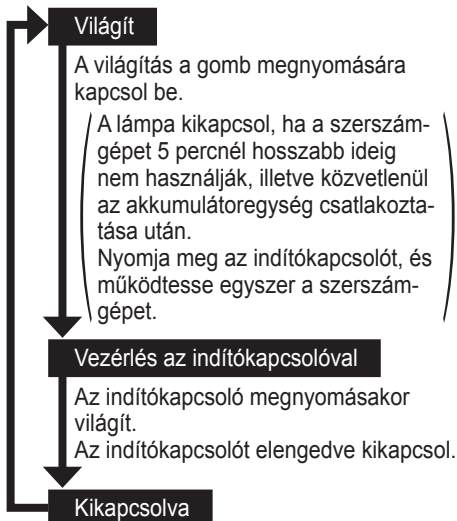 Világít
A világítás a gomb megnyomására
kapcsol be.
A lámpa kikapcsol, ha a szerszám-
gépet 5 percnél hosszabb ideig
nem használják, illetve közvetlenül
az akkumulátoregység csatlakozta-
tása után.
Nyomja meg az indítókapcsolót, és
működtesse egyszer a szerszám-
gépet.
Vezérlés az indítókapcsolóval
Az indítókapcsoló megnyomásakor
világít.
Az indítókapcsolót elengedve kikapcsol.
Kikapcsolva